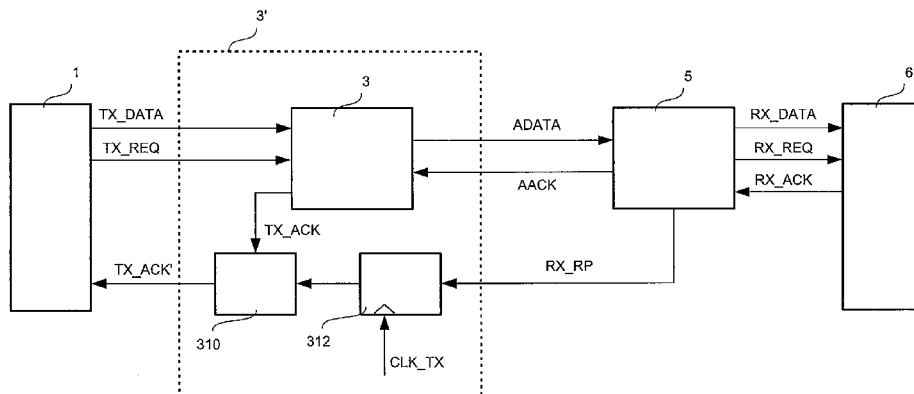 3'
1
3
5
6
TX_DATA
ADATA
RX_DATA
TX_REQ
RX_REQ
AACK
RX_ACK
TX_ACK
TX_ACK'
RX_RP
310
312
CLK_TX